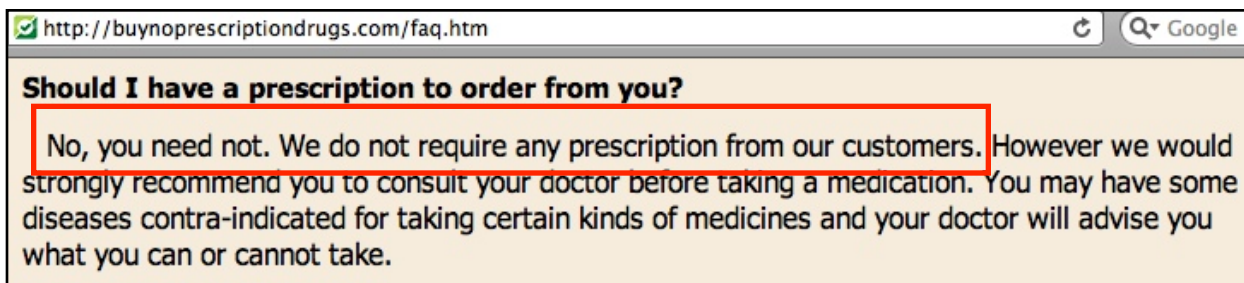 http://buynoprescriptiondrugs.com/faq.htm Google
Should I have a prescription to order from you?
No, you need not. We do not require any prescription from our customers. However we would
strongly recommend you to consult your doctor before taking a medication. You may have some
diseases contra-indicated for taking certain kinds of medicines and your doctor will advise you
what you can or cannot take.